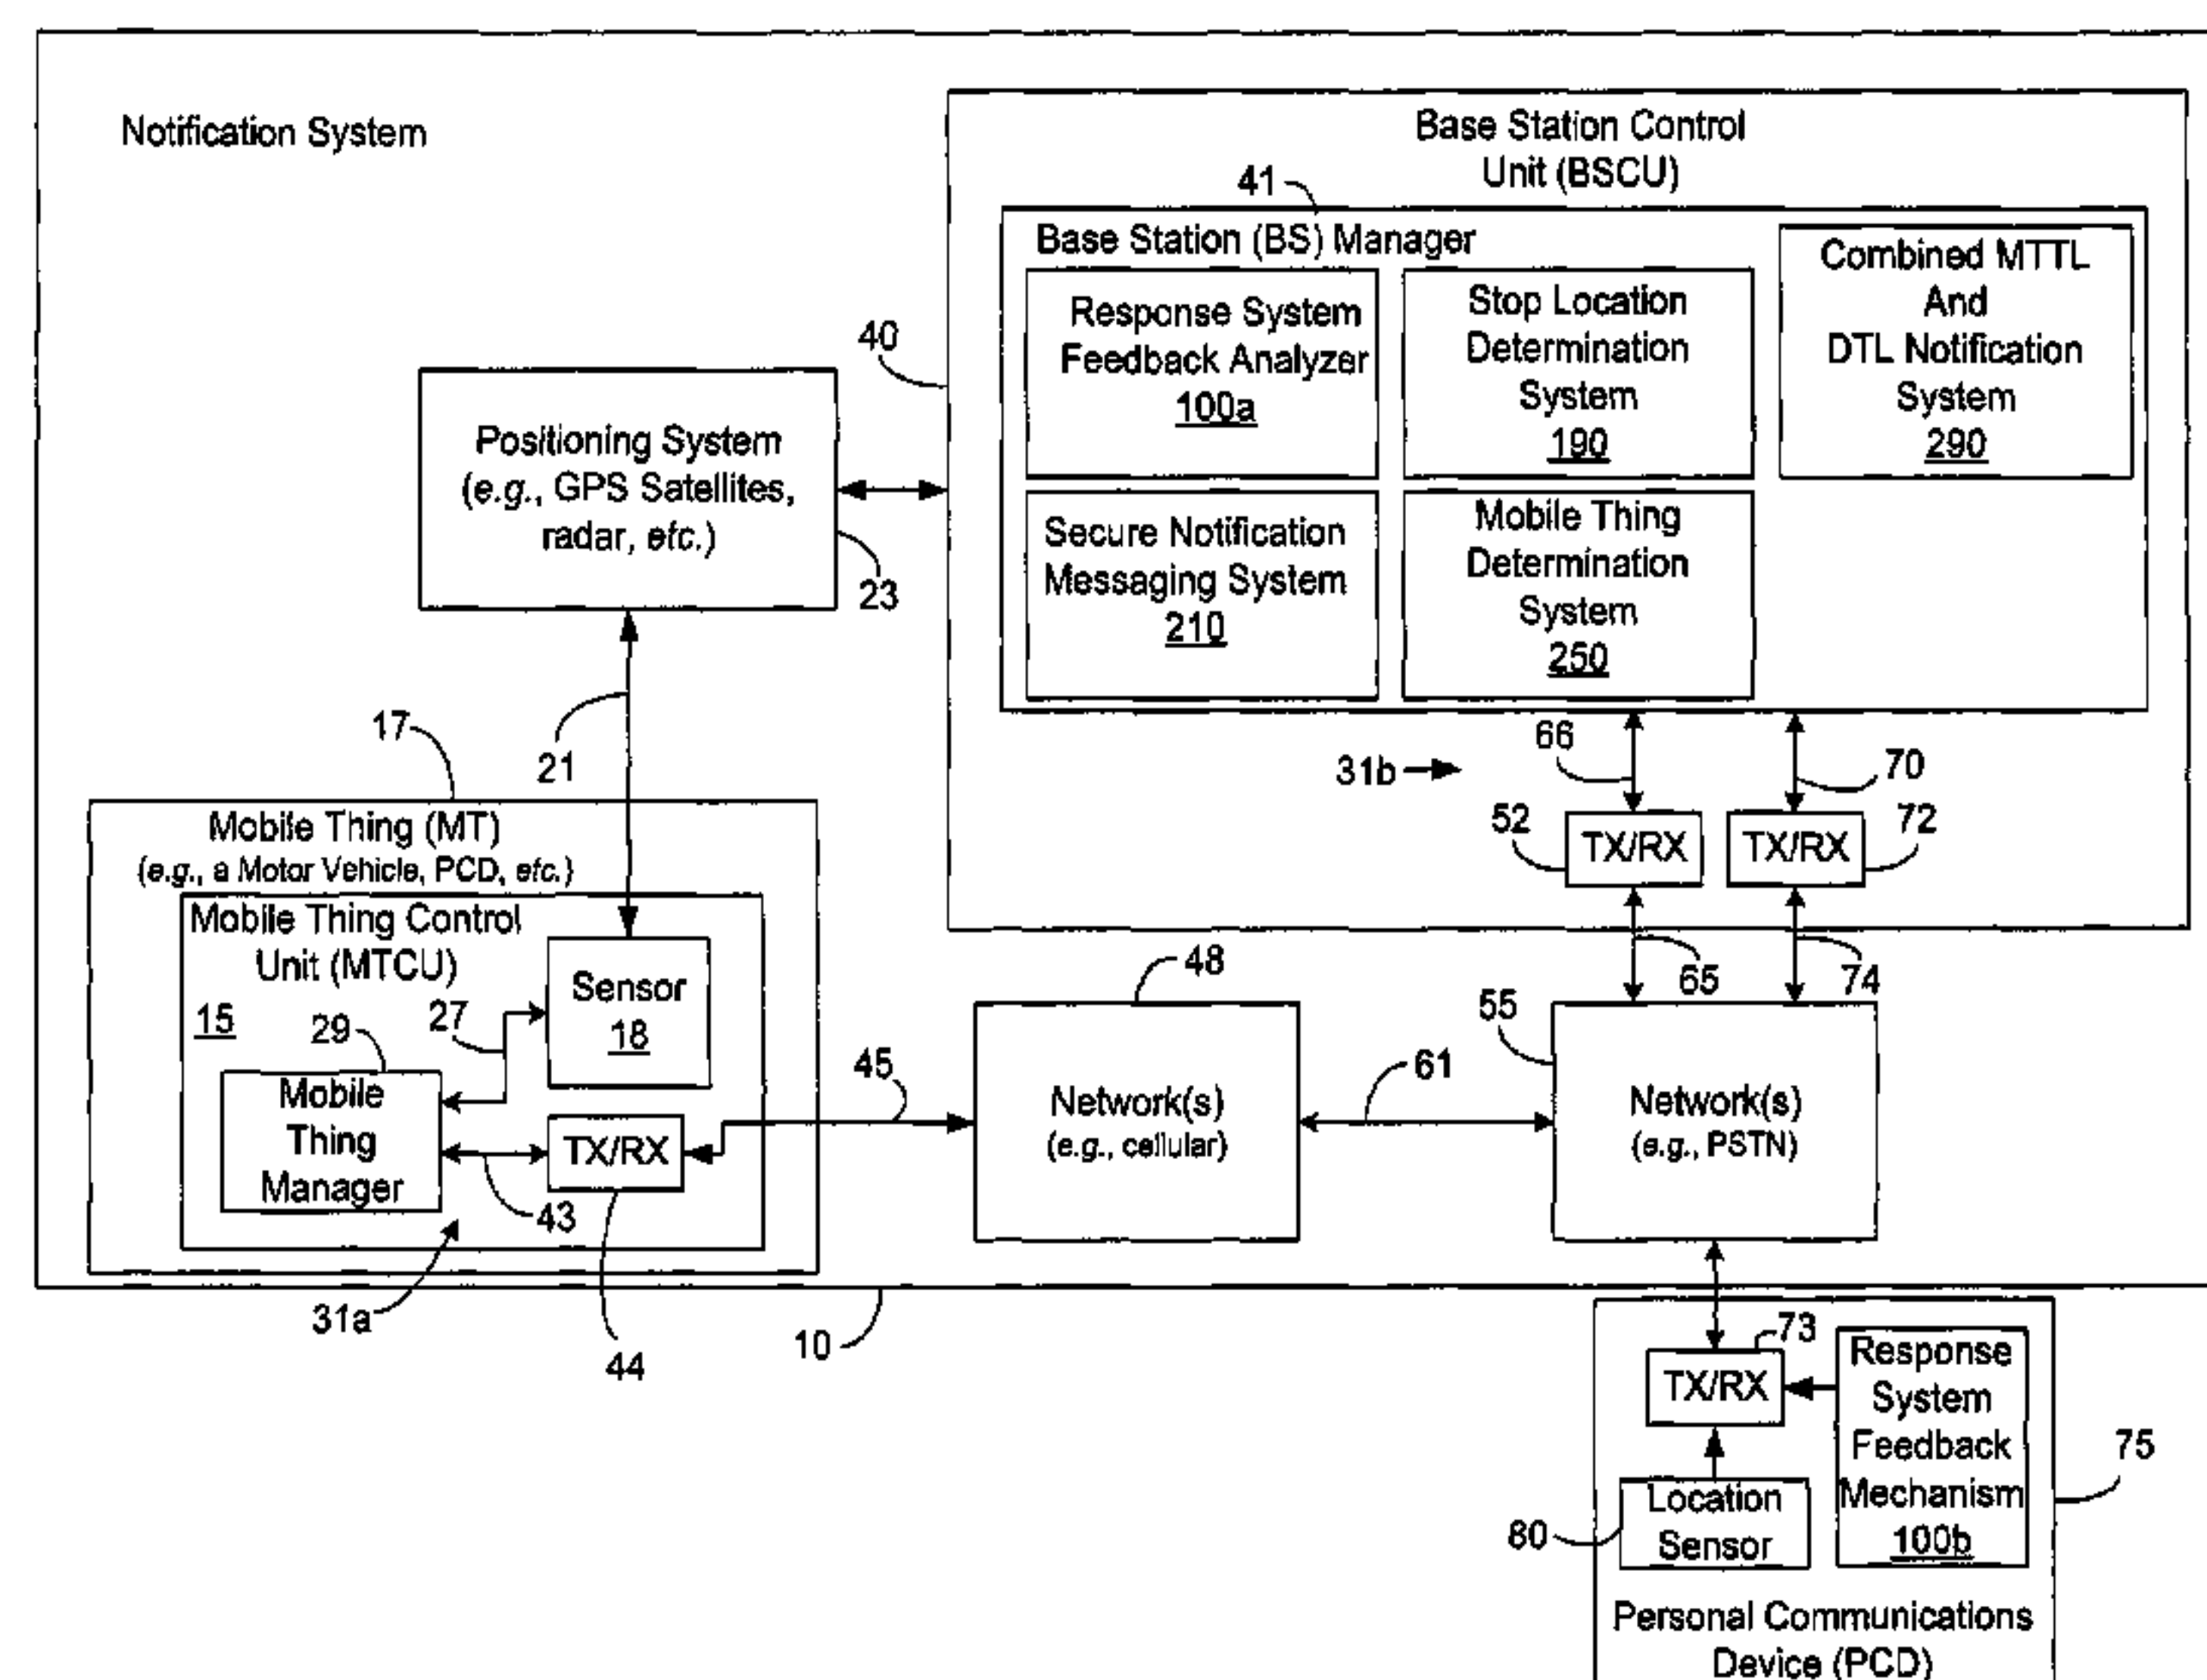 Notification System
Base Station Control
Unit (BSCU)
41
Base Station (BS) Manager
Response System
Feedback Analyzer
100a
Stop Location
Determination
System
190
Combined MTTL
And
DTL Notification
System
290
Secure Notification
Messaging System
210
Mobile Thing
Determination
System
250
40
Positioning System
(e.g., GPS Satellites,
radar, etc.)
23
21
17
66
31b
70
52
TX/RX
TX/RX
72
65
74
Mobile Thing (MT)
(e.g., a Motor Vehicle, PCD, etc.)
Mobile Thing Control
Unit (MTCU)
15
29
27
Sensor
18
Mobile
Thing
Manager
TX/RX
43
45
48
Network(s)
(e.g., cellular)
61
55
Network(s)
(e.g., PSTN)
31a
44
10
73
TX/RX
Response
System
Feedback
Mechanism
100b
75
80
Location
Sensor
Personal Communications
Device (PCD)